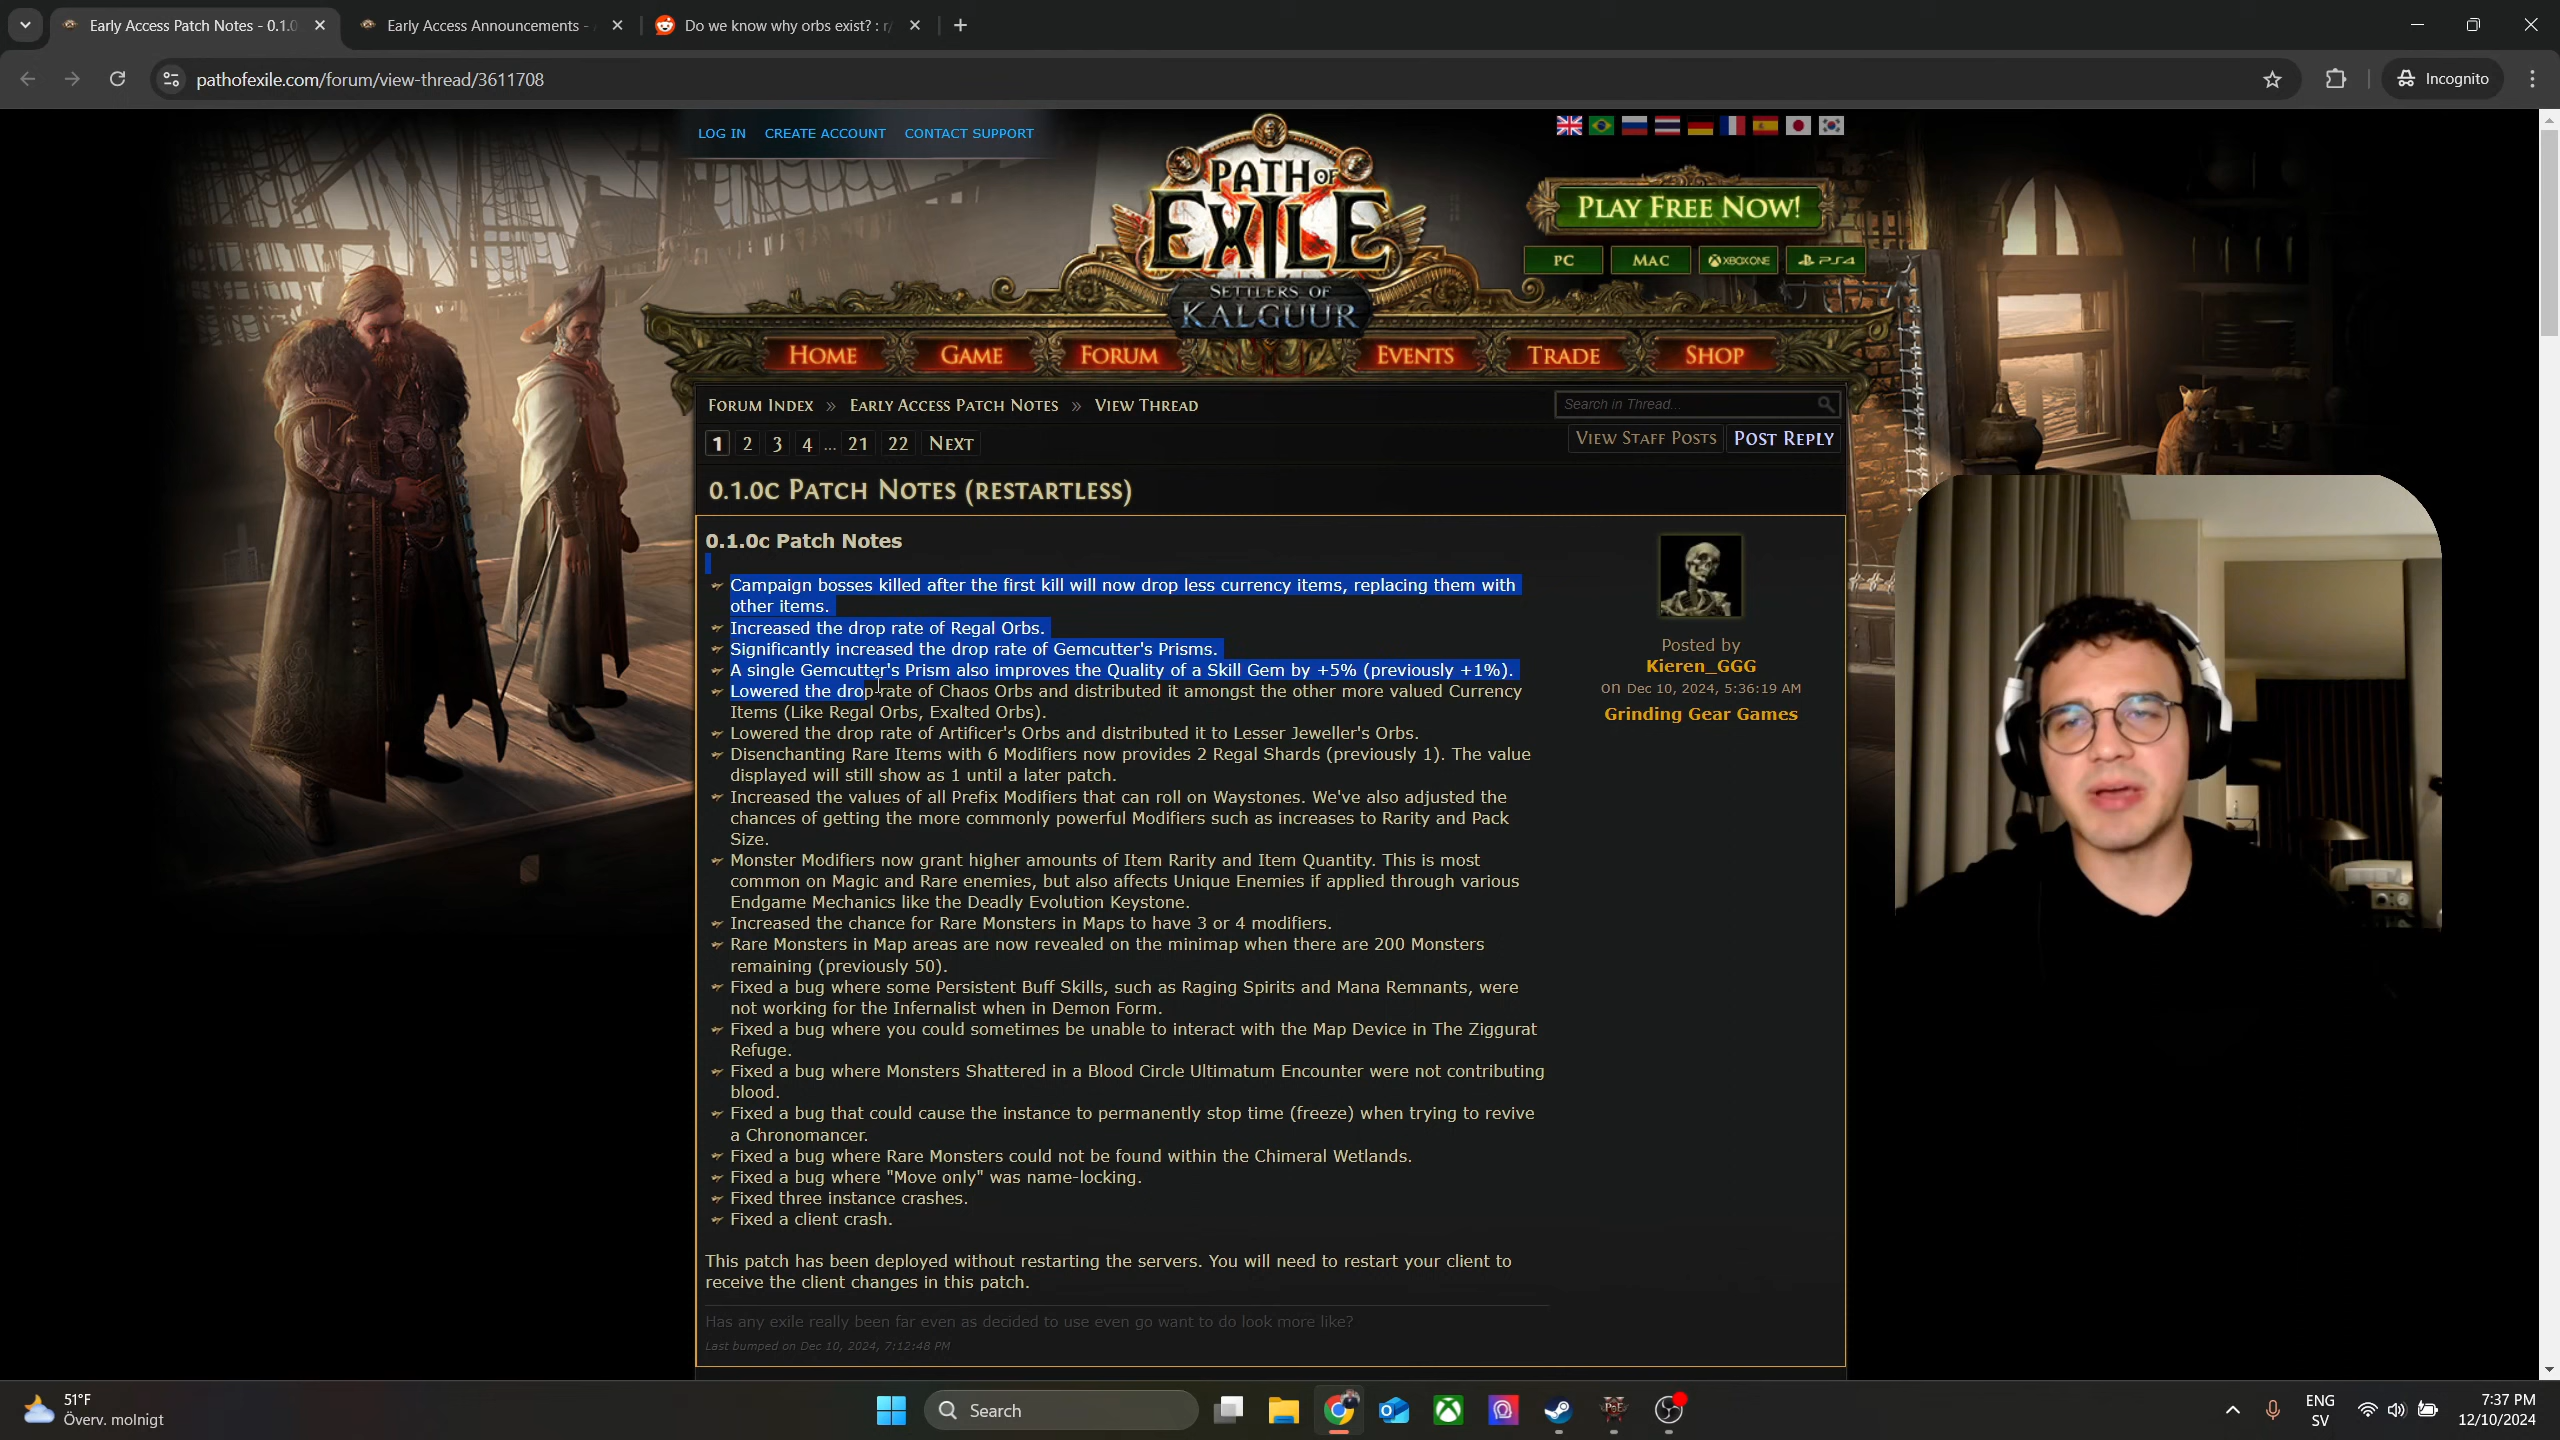 Early Access Patch Notes - 0.1.0
Early Access Announcements -
Do we know why orbs exist? : r/
pathofexile.com/forum/view-thread/3611708
Incognito
LOG IN CREATE ACCOUNT CONTACT SUPPORT
PATH OF EXILE
SETTLERS OF KALGUUR
PLAY FREE NOW!
PC MAC XBOX ONE PS4
HOME GAME FORUM EVENTS TRADE SHOP
FORUM INDEX » EARLY ACCESS PATCH NOTES » VIEW THREAD
Search in Thread...
1 2 3 4 ... 21 22 NEXT
VIEW STAFF POSTS POST REPLY
0.1.0C PATCH NOTES (RESTARTLESS)
0.1.0c Patch Notes
Campaign bosses killed after the first kill will now drop less currency items, replacing them with
other items.
Increased the drop rate of Regal Orbs.
Significantly increased the drop rate of Gemcutter's Prisms.
A single Gemcutter's Prism also improves the Quality of a Skill Gem by +5% (previously +1%).
Lowered the drop rate of Chaos Orbs and distributed it amongst the other more valued Currency
Items (Like Regal Orbs, Exalted Orbs).
Lowered the drop rate of Artificer's Orbs and distributed it to Lesser Jeweller's Orbs.
Disenchanting Rare Items with 6 Modifiers now provides 2 Regal Shards (previously 1). The value
displayed will still show as 1 until a later patch.
Increased the values of all Prefix Modifiers that can roll on Waystones. We've also adjusted the
chances of getting the more commonly powerful Modifiers such as increases to Rarity and Pack
Size.
Monster Modifiers now grant higher amounts of Item Rarity and Item Quantity. This is most
common on Magic and Rare enemies, but also affects Unique Enemies if applied through various
Endgame Mechanics like the Deadly Evolution Keystone.
Increased the chance for Rare Monsters in Maps to have 3 or 4 modifiers.
Rare Monsters in Map areas are now revealed on the minimap when there are 200 Monsters
remaining (previously 50).
Fixed a bug where some Persistent Buff Skills, such as Raging Spirits and Mana Remnants, were
not working for the Infernalist when in Demon Form.
Fixed a bug where you could sometimes be unable to interact with the Map Device in The Ziggurat
Refuge.
Fixed a bug where Monsters Shattered in a Blood Circle Ultimatum Encounter were not contributing
blood.
Fixed a bug that could cause the instance to permanently stop time (freeze) when trying to revive
a Chronomancer.
Fixed a bug where Rare Monsters could not be found within the Chimeral Wetlands.
Fixed a bug where "Move only" was name-locking.
Fixed three instance crashes.
Fixed a client crash.
This patch has been deployed without restarting the servers. You will need to restart your client to
receive the client changes in this patch.
Has any exile really been far even as decided to use even go want to do look more like?
Last bumped on Dec 10, 2024, 7:12:48 PM
Posted by
Kieren_GGG
on Dec 10, 2024, 5:36:19 AM
Grinding Gear Games
51°F
Överv. molnigt
Search
ENG
SV
7:37 PM
12/10/2024